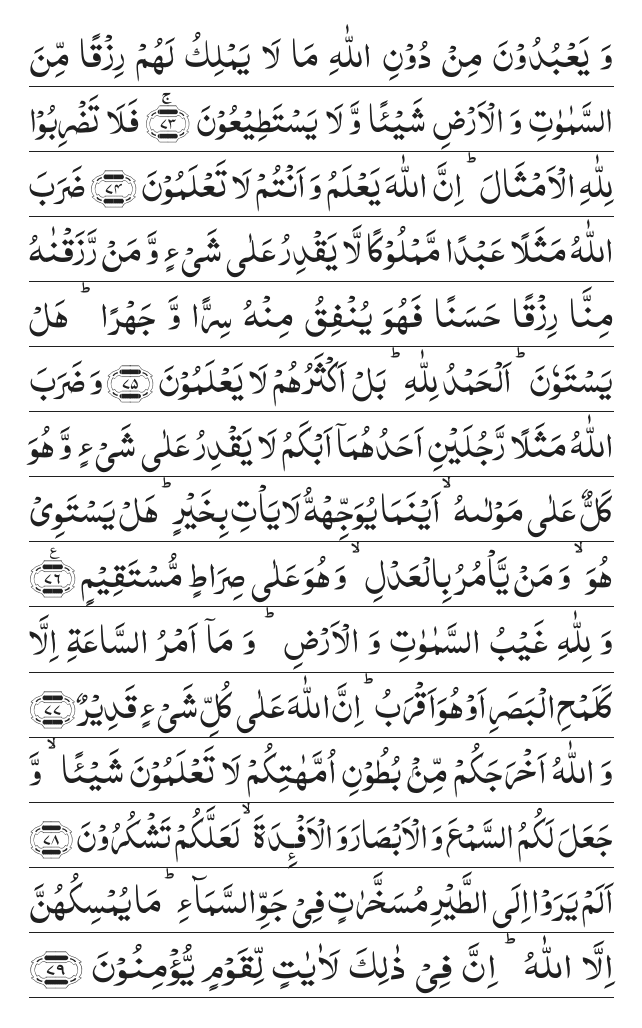 وَ يَعْبُدُوْنَ مِنْ دُوْنِ اللّٰهِ مَا لَا يَمْلِكُ لَهُمْ رِزْقًا مِّنَ
السَّمٰوٰتِ وَ الْاَرْضِ شَيْـًٔا وَّ لَا يَسْتَطِيْعُوْنَ ۚ‏﴿۷۳﴾ فَلَا تَضْرِبُوْا
لِلّٰهِ الْاَمْثَالَ ؕ اِنَّ اللّٰهَ يَعْلَمُ وَ اَنْتُمْ لَا تَعْلَمُوْنَ ﴿۷۴﴾ ضَرَبَ
اللّٰهُ مَثَلًا عَبْدًا مَّمْلُوْكًا لَّا يَقْدِرُ عَلٰى شَیْءٍ وَّ مَنْ رَّزَقْنٰهُ
مِنَّا رِزْقًا حَسَنًا فَهُوَ يُنْفِقُ مِنْهُ سِرًّا وَّ جَهْرًا ؕ هَلْ
يَسْتَوٗنَ ؕ اَلْحَمْدُ لِلّٰهِ ؕ بَلْ اَكْثَرُهُمْ لَا يَعْلَمُوْنَ ﴿۷۵﴾ وَ ضَرَبَ
اللّٰهُ مَثَلًا رَّجُلَيْنِ اَحَدُهُمَاۤ اَبْكَمُ لَا يَقْدِرُ عَلٰى شَیْءٍ وَّ هُوَ
كَلٌّ عَلٰى مَوْلٰىهُ ۙ اَيْنَمَا يُوَجِّهْهُّ لَا يَاْتِ بِخَيْرٍ ؕ هَلْ يَسْتَوِیْ
هُوَ ۙ وَ مَنْ يَّاْمُرُ بِالْعَدْلِ ۙ وَ هُوَ عَلٰى صِرَاطٍ مُّسْتَقِيْمٍ ﴿۷۶﴾ ع
وَ لِلّٰهِ غَيْبُ السَّمٰوٰتِ وَ الْاَرْضِ ؕ وَ مَاۤ اَمْرُ السَّاعَةِ اِلَّا
كَلَمْحِ الْبَصَرِ اَوْ هُوَ اَقْرَبُ ؕ اِنَّ اللّٰهَ عَلٰى كُلِّ شَیْءٍ قَدِيْرٌ ﴿۷۷﴾
وَ اللّٰهُ اَخْرَجَكُمْ مِّنْۢ بُطُوْنِ اُمَّهٰتِكُمْ لَا تَعْلَمُوْنَ شَيْـًٔا ۙ وَّ
جَعَلَ لَكُمُ السَّمْعَ وَ الْاَبْصَارَ وَ الْاَفْـِٕدَةَ ۙ لَعَلَّكُمْ تَشْكُرُوْنَ ﴿۷۸﴾
اَلَمْ يَرَوْا اِلَى الطَّيْرِ مُسَخَّرٰتٍ فِیْ جَوِّ السَّمَآءِ ؕ مَا يُمْسِكُهُنَّ
اِلَّا اللّٰهُ ؕ اِنَّ فِیْ ذٰلِكَ لَاٰيٰتٍ لِّقَوْمٍ يُّؤْمِنُوْنَ ﴿۷۹﴾